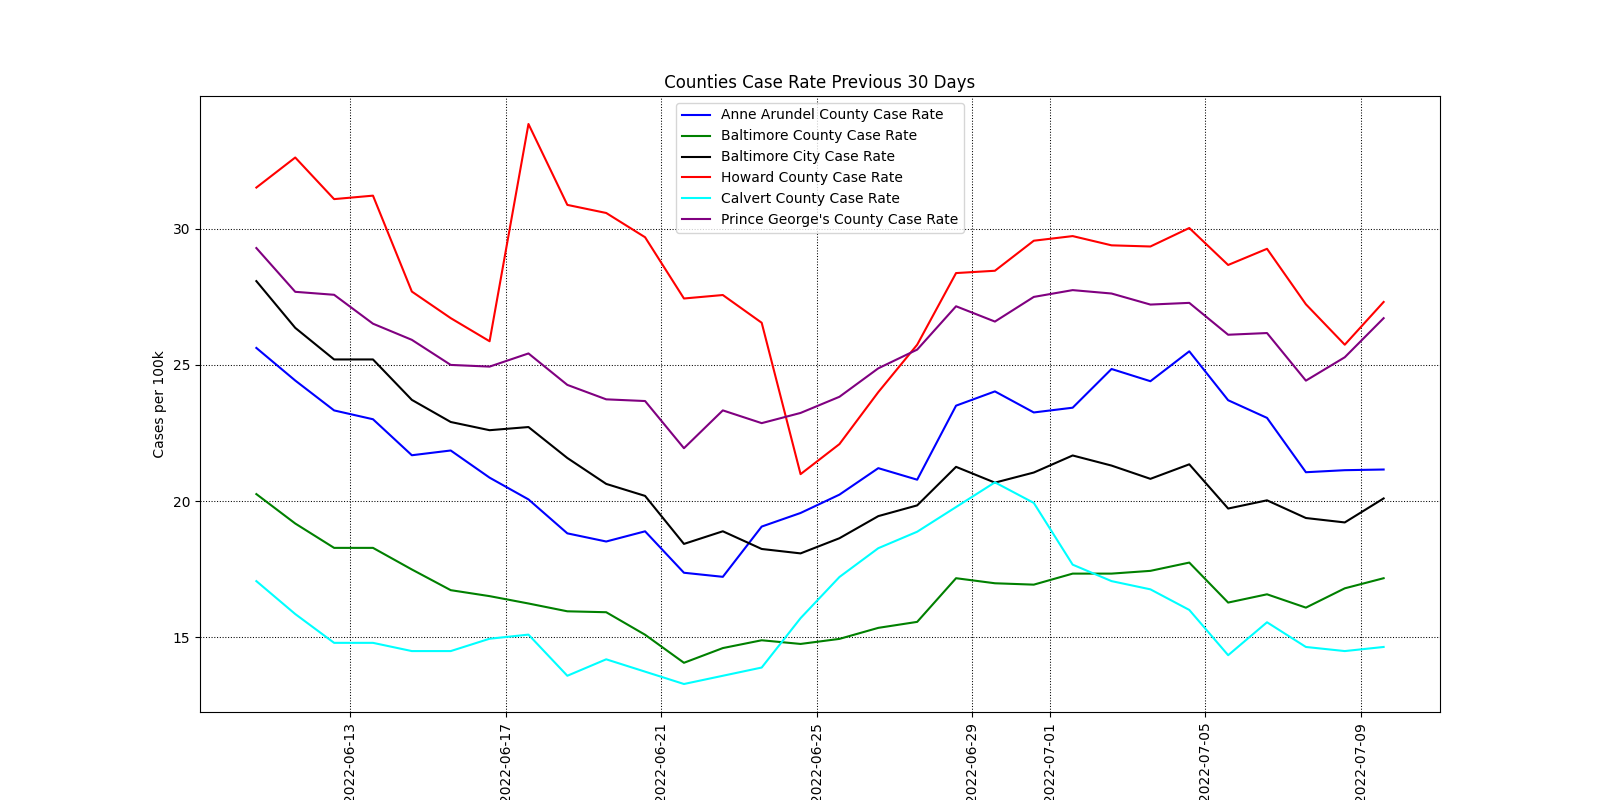 Counties Case Rate Previous 30 Days
Anne Arundel County Case Rate
Baltimore County Case Rate
Baltimore City Case Rate
Howard County Case Rate
Calvert County Case Rate
Prince George's County Case Rate
Cases per 100k
30
25
20
15
2022-06-13
2022-06-17
2022-06-21
2022-06-25
2022-06-29
2022-07-01
2022-07-05
2022-07-09